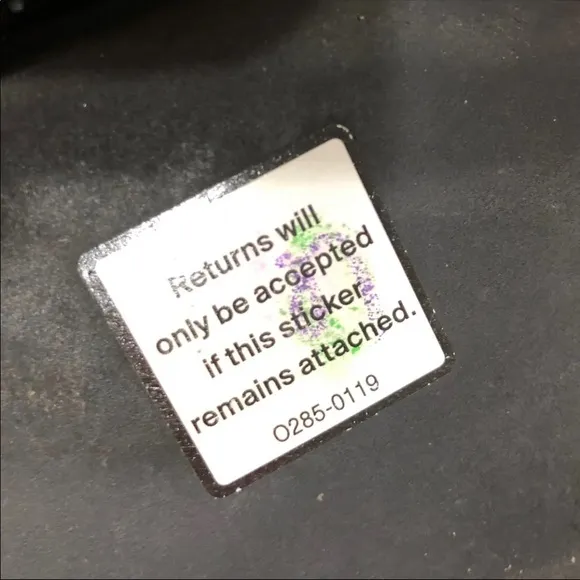 Returns will
only be accepted
if this sticker
remains attached.
O285-0119